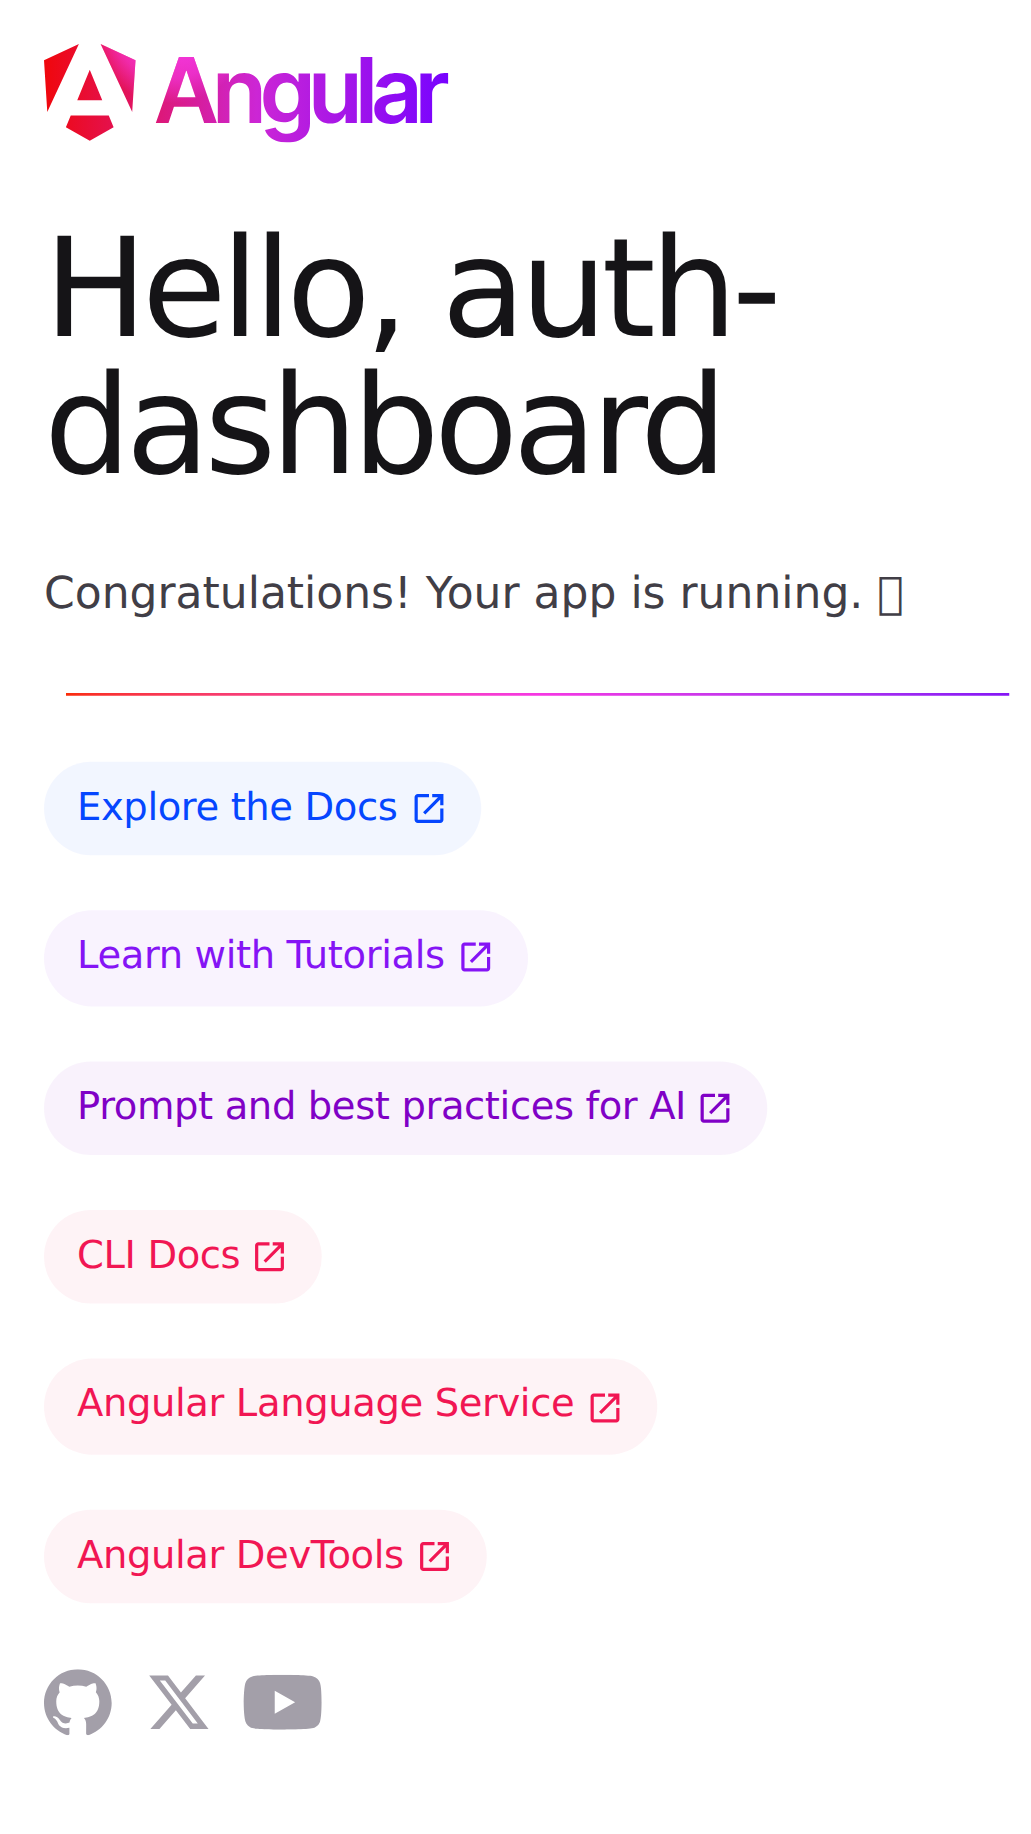 Angular
Hello, auth-
dashboard
Congratulations! Your app is running. 
Explore the Docs
Learn with Tutorials
Prompt and best practices for AI
CLI Docs
Angular Language Service
Angular DevTools